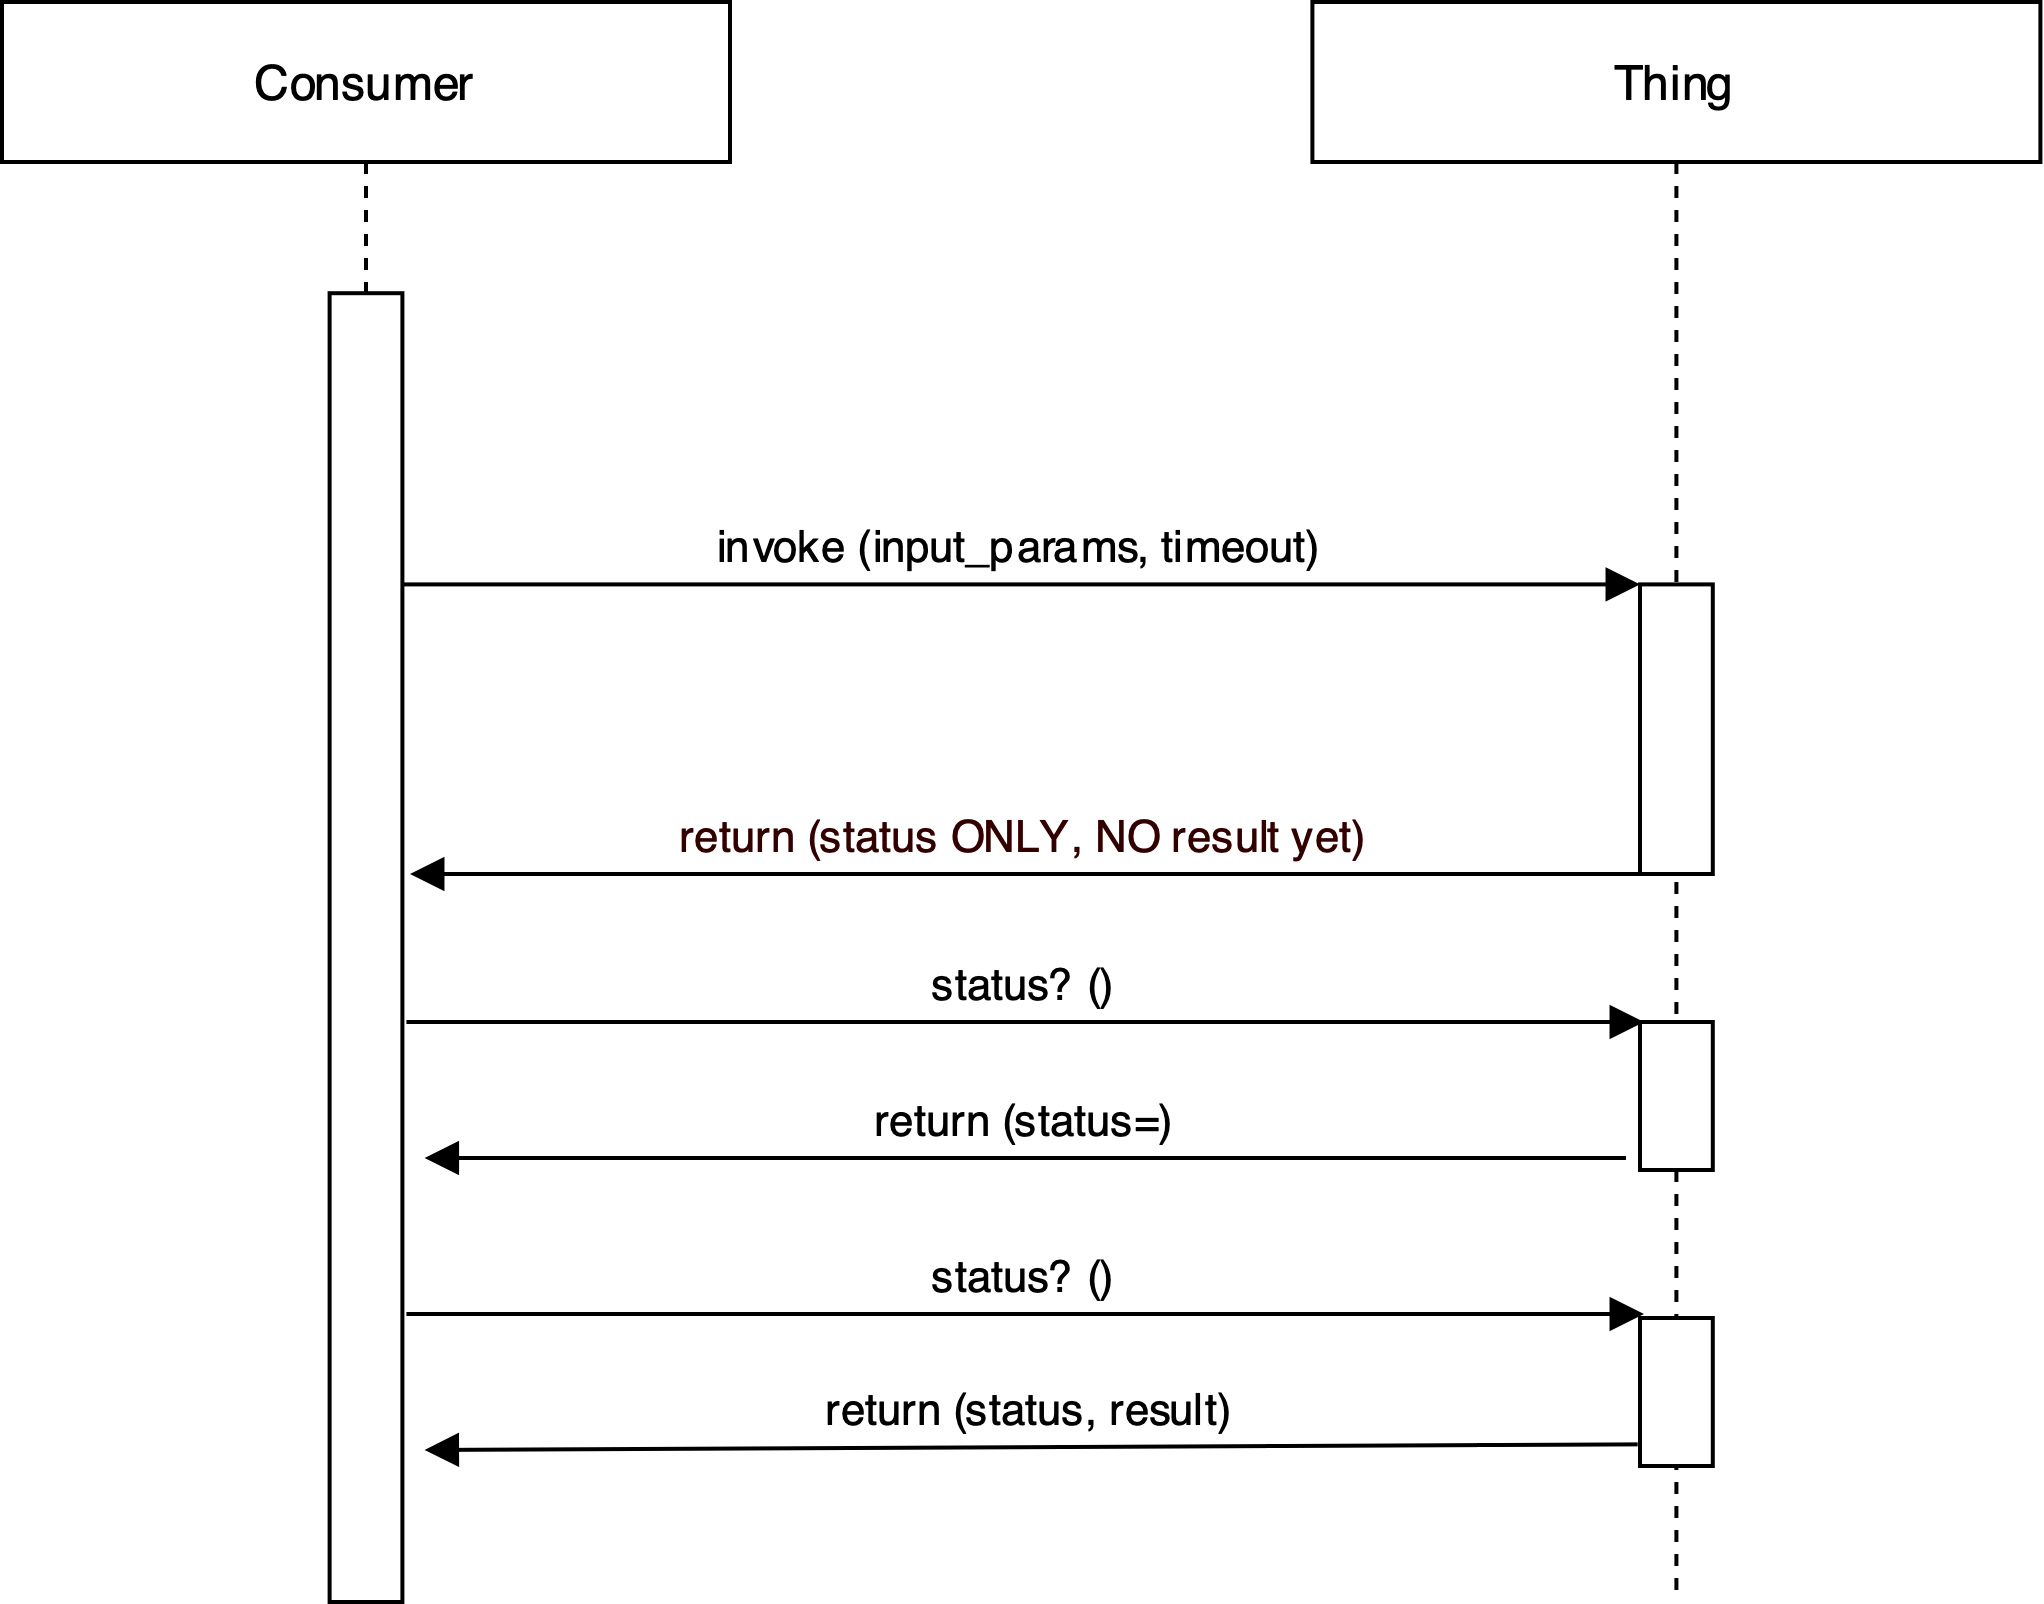 Consumer
Thing
invoke (input_params, timeout)
return (status ONLY, NO result yet)
status? ()
return (status=)
status? ()
return (status, result)